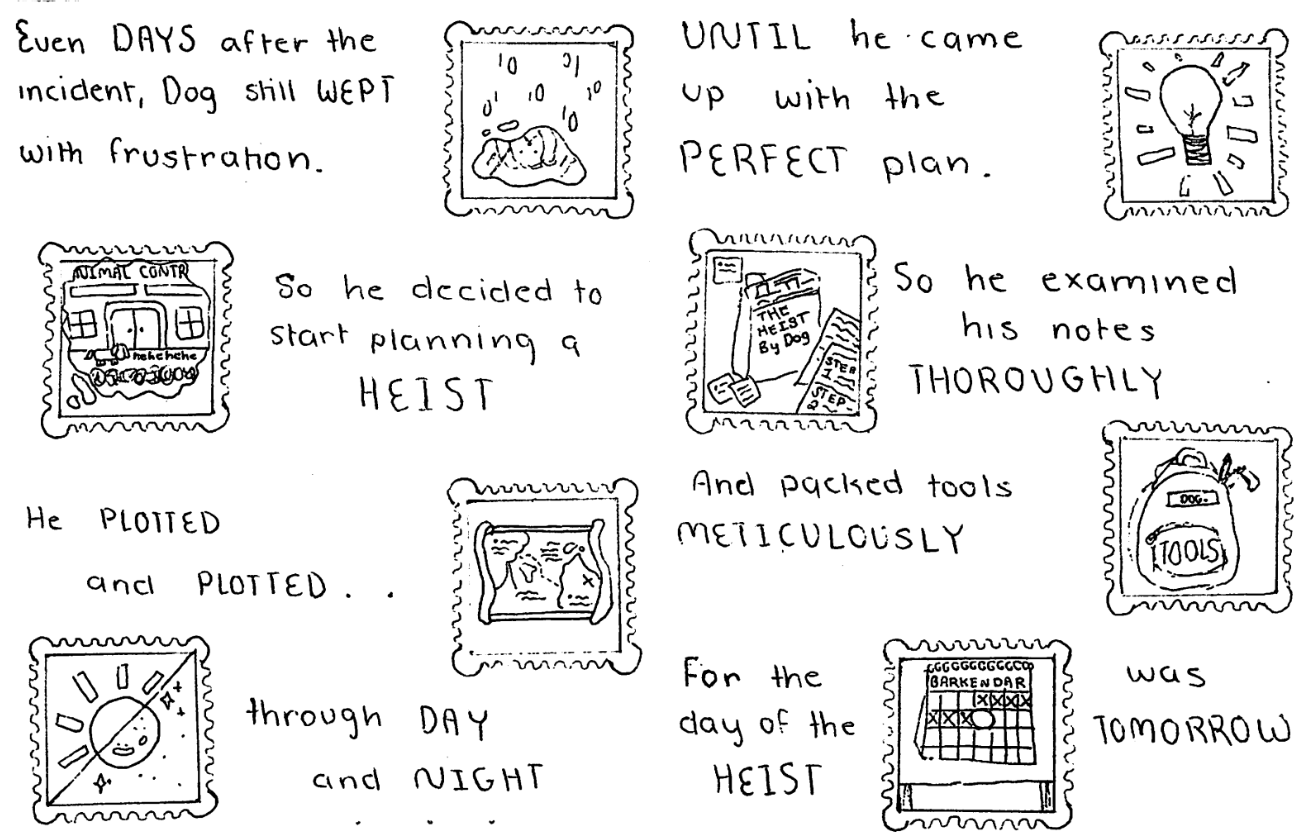 Even DAYS after the
incident, Dog still WEPT
with frustration.
ANIMAL CONTR
hehehehe
So he decided to
start planning a
HEIST
He PLOTTED
and PLOTTED . .
through DAY
and NIGHT
. . .
UNTIL he came
up with the
PERFECT plan.
THE
HEIST
By Dog
STEP
1
STEP
2
So he examined
his notes
THOROUGHLY
And packed tools
METICULOUSLY
DOG.
TOOLS
For the
day of the
HEIST
BARKENDAR
was
TOMORROW